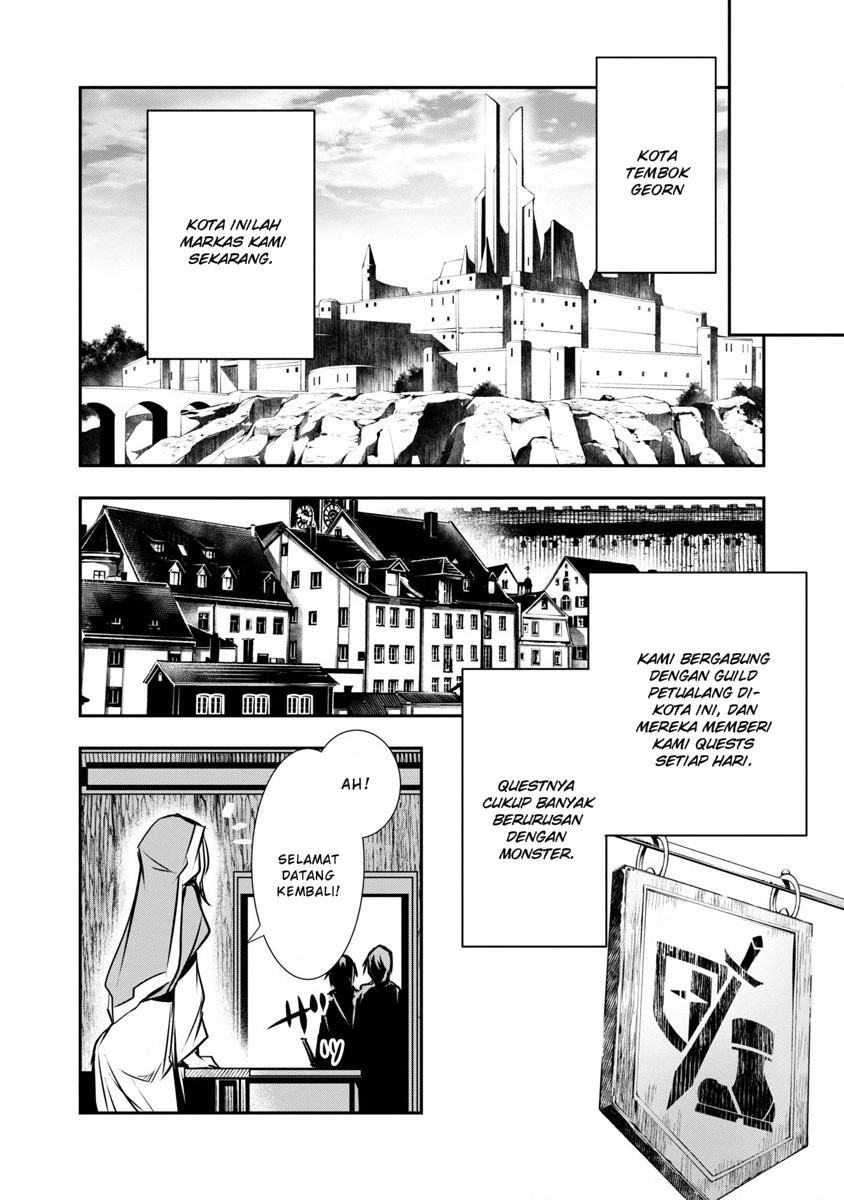 KOTA
TEMBOK
GEORN
KOTA INILAH
MARKAS KAMI
SEKARANG.
KAMI BERGABUNG
DENGAN GUILD
PETUALANG DI-
KOTA INI, DAN
MEREKA MEMBERI
KAMI QUESTS
SETIAP HARI.
QUESTNYA
CUKUP BANYAK
BERURUSAN
DENGAN
MONSTER.
AH!
SELAMAT
DATANG
KEMBALI!